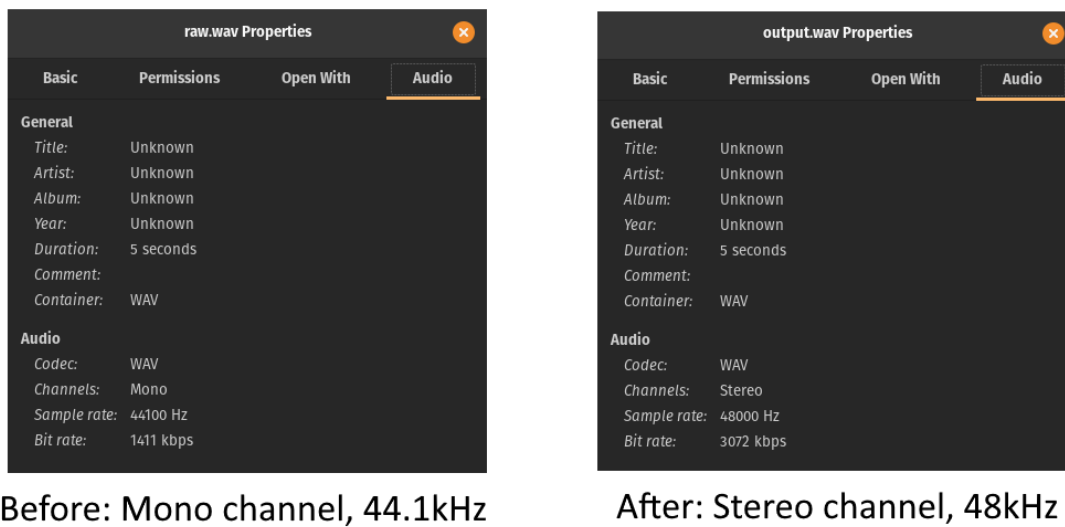 raw.wav Properties
Basic Permissions Open With Audio
General
Title: Unknown
Artist: Unknown
Album: Unknown
Year: Unknown
Duration: 5 seconds
Comment:
Container: WAV
Audio
Codec: WAV
Channels: Mono
Sample rate: 44100 Hz
Bit rate: 1411 kbps
Before: Mono channel, 44.1kHz
output.wav Properties
Basic Permissions Open With Audio
General
Title: Unknown
Artist: Unknown
Album: Unknown
Year: Unknown
Duration: 5 seconds
Comment:
Container: WAV
Audio
Codec: WAV
Channels: Stereo
Sample rate: 48000 Hz
Bit rate: 3072 kbps
After: Stereo channel, 48kHz